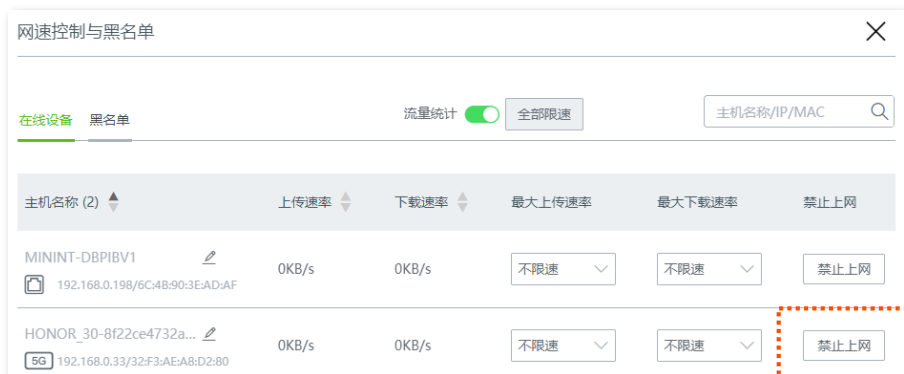 网速控制与黑名单
在线设备 黑名单 流量统计 全部限速 主机名称/IP/MAC
主机名称 (2) 上传速率 下载速率 最大上传速率 最大下载速率 禁止上网
MININT-DBPIBV1
0KB/s 0KB/s 不限速 不限速 禁止上网
192.168.0.198/6C:4B:90:3E:AD:AF
HONOR_30-8f22ce4732a...
0KB/s 0KB/s 不限速 不限速 禁止上网
5G 192.168.0.33/32:F3:AE:A8:D2:80